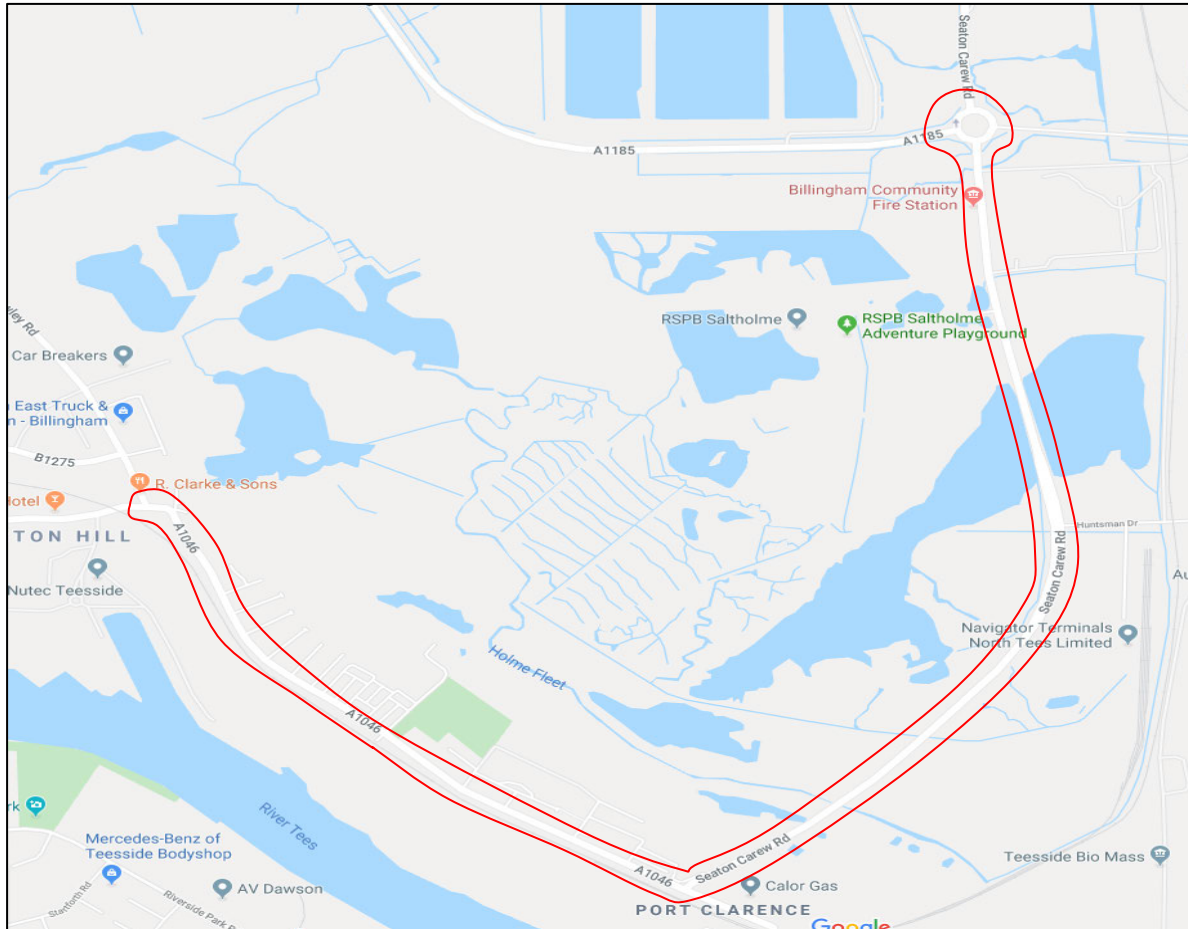 Seaton Carew Rd
A1185
A1185
Billingham Community
Fire Station
RSPB Saltholme
RSPB Saltholme
Adventure Playground
Car Breakers
East Truck &
- Billingham
B1275
R. Clarke & Sons
A1046
TON HILL
Nutec Teesside
Huntsman Dr
Seaton Carew Rd
Navigator Terminals
North Tees Limited
Holme Fleet
A1046
River Tees
Mercedes-Benz of
Teesside Bodyshop
Seaton Carew Rd
A1046
Teesside Bio Mass
Calor Gas
AV Dawson
Startforth Rd
Riverside Park
PORT CLARENCE
Google